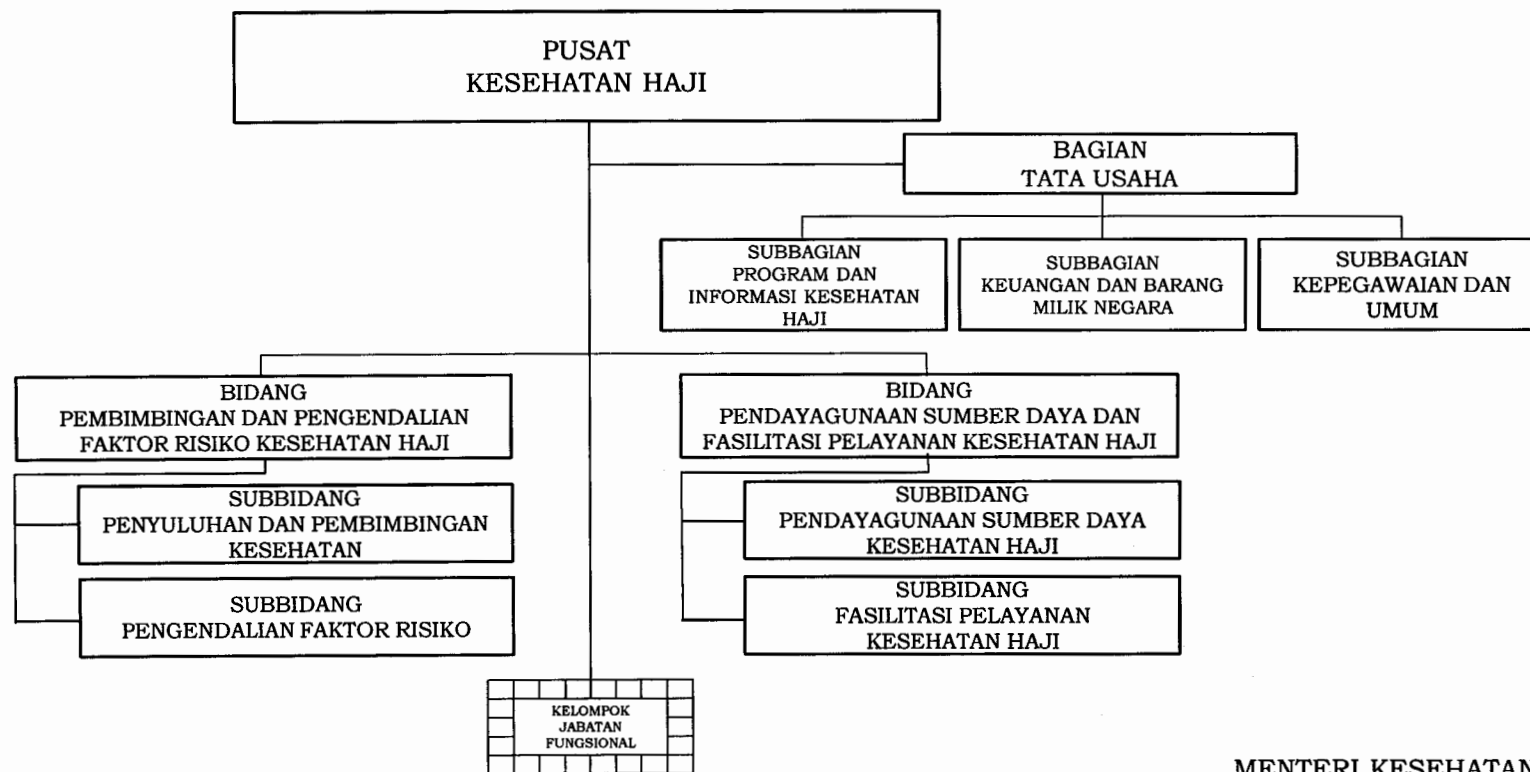 PUSAT
KESEHATAN HAJI
BAGIAN
TATA USAHA
SUBBAGIAN
PROGRAM DAN
INFORMASI KESEHATAN
HAJI
SUBBAGIAN
KEUANGAN DAN BARANG
MILIK NEGARA
SUBBAGIAN
KEPEGAWAIAN DAN
UMUM
BIDANG
PEMBIMBINGAN DAN PENGENDALIAN
FAKTOR RISIKO KESEHATAN HAJI
SUBBIDANG
PENYULUHAN DAN PEMBIMBINGAN
KESEHATAN
SUBBIDANG
PENGENDALIAN FAKTOR RISIKO
BIDANG
PENDAYAGUNAAN SUMBER DAYA DAN
FASILITASI PELAYANAN KESEHATAN HAJI
SUBBIDANG
PENDAYAGUNAAN SUMBER DAYA
KESEHATAN HAJI
SUBBIDANG
FASILITASI PELAYANAN
KESEHATAN HAJI
KELOMPOK
JABATAN
FUNGSIONAL
MENTERI KESEHATAN